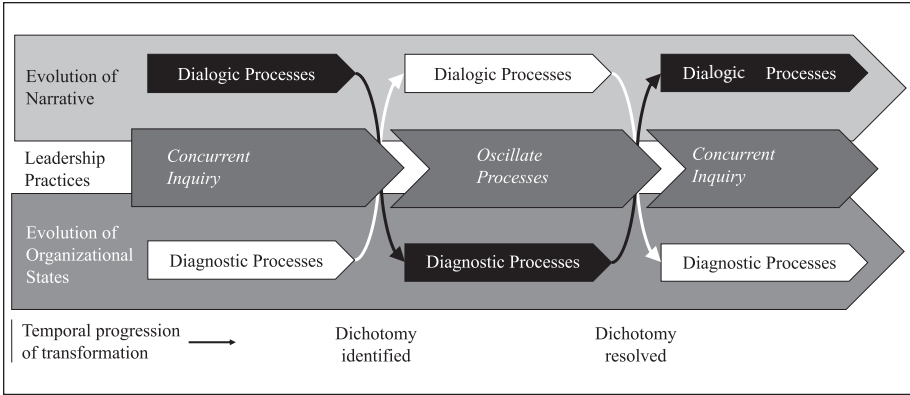 Evolution of
Narrative
Dialogic Processes
Dialogic Processes
Dialogic Processes
Leadership
Practices
Concurrent
Inquiry
Oscillate
Processes
Concurrent
Inquiry
Evolution of
Organizational
States
Diagnostic Processes
Diagnostic Processes
Diagnostic Processes
Temporal progression
of transformation
Dichotomy
identified
Dichotomy
resolved